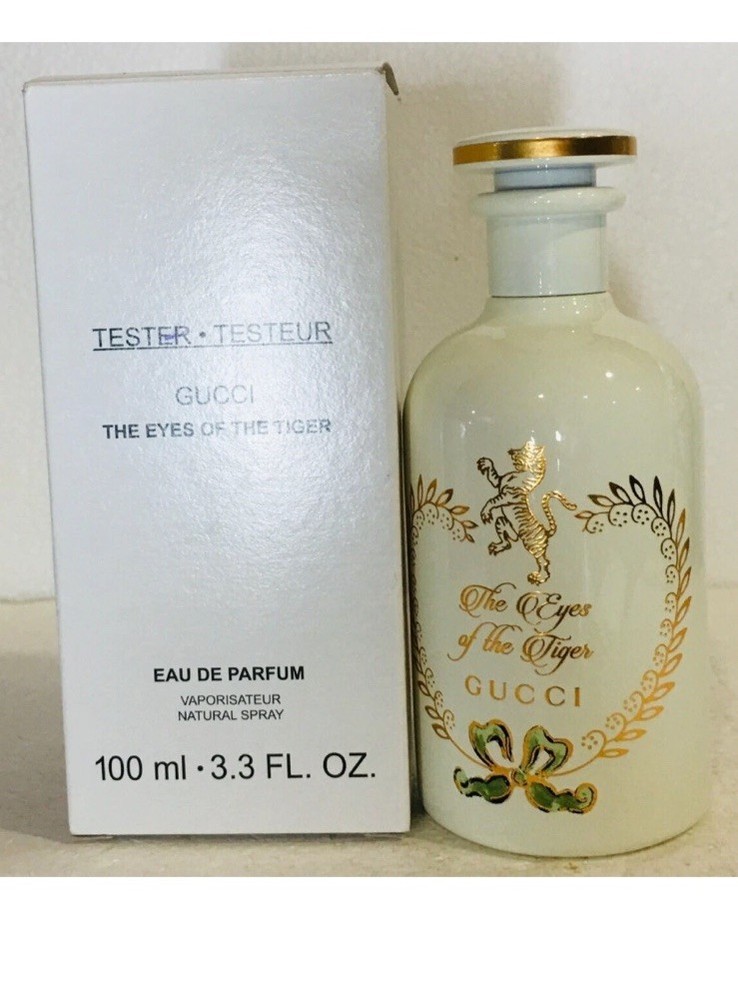 TESTER • TESTEUR
GUCCI
THE EYES OF THE TIGER
EAU DE PARFUM
VAPORISATEUR
NATURAL SPRAY
100 ml • 3.3 FL. OZ.
The Eyes
of the Tiger
GUCCI